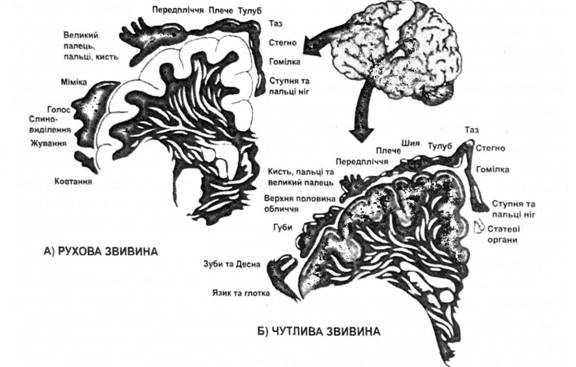 Передпліччя Плече Тулуб
Таз
Стегно
Гомілка
Ступня та
пальці ніг
Великий
палець,
пальці, кисть
Міміка
Голос
Слино-
виділення
Жування
Ковтання
А) РУХОВА ЗВИВИНА
Таз
Стегно
Гомілка
Ступня та
пальці ніг
Статеві
органи
Тулуб
Шия
Плече
Передпліччя
Кисть, пальці та
великий палець
Верхня половина
обличчя
Губи
Зуби та Десна
Язик та глотка
Б) ЧУТЛИВА ЗВИВИНА